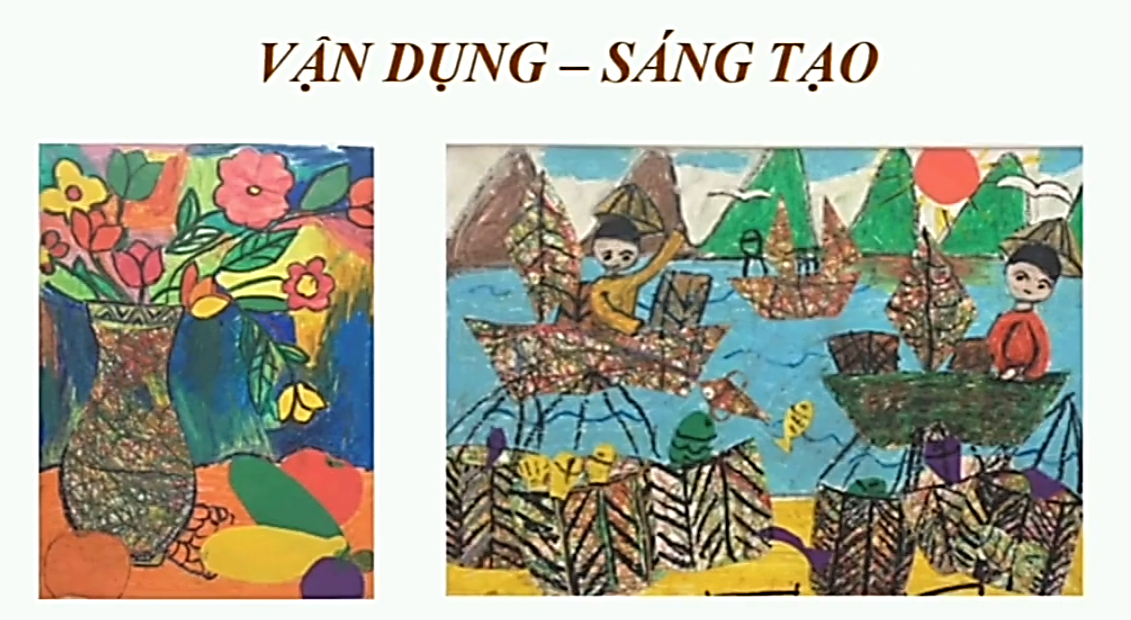 VẬN DỤNG – SÁNG TẠO